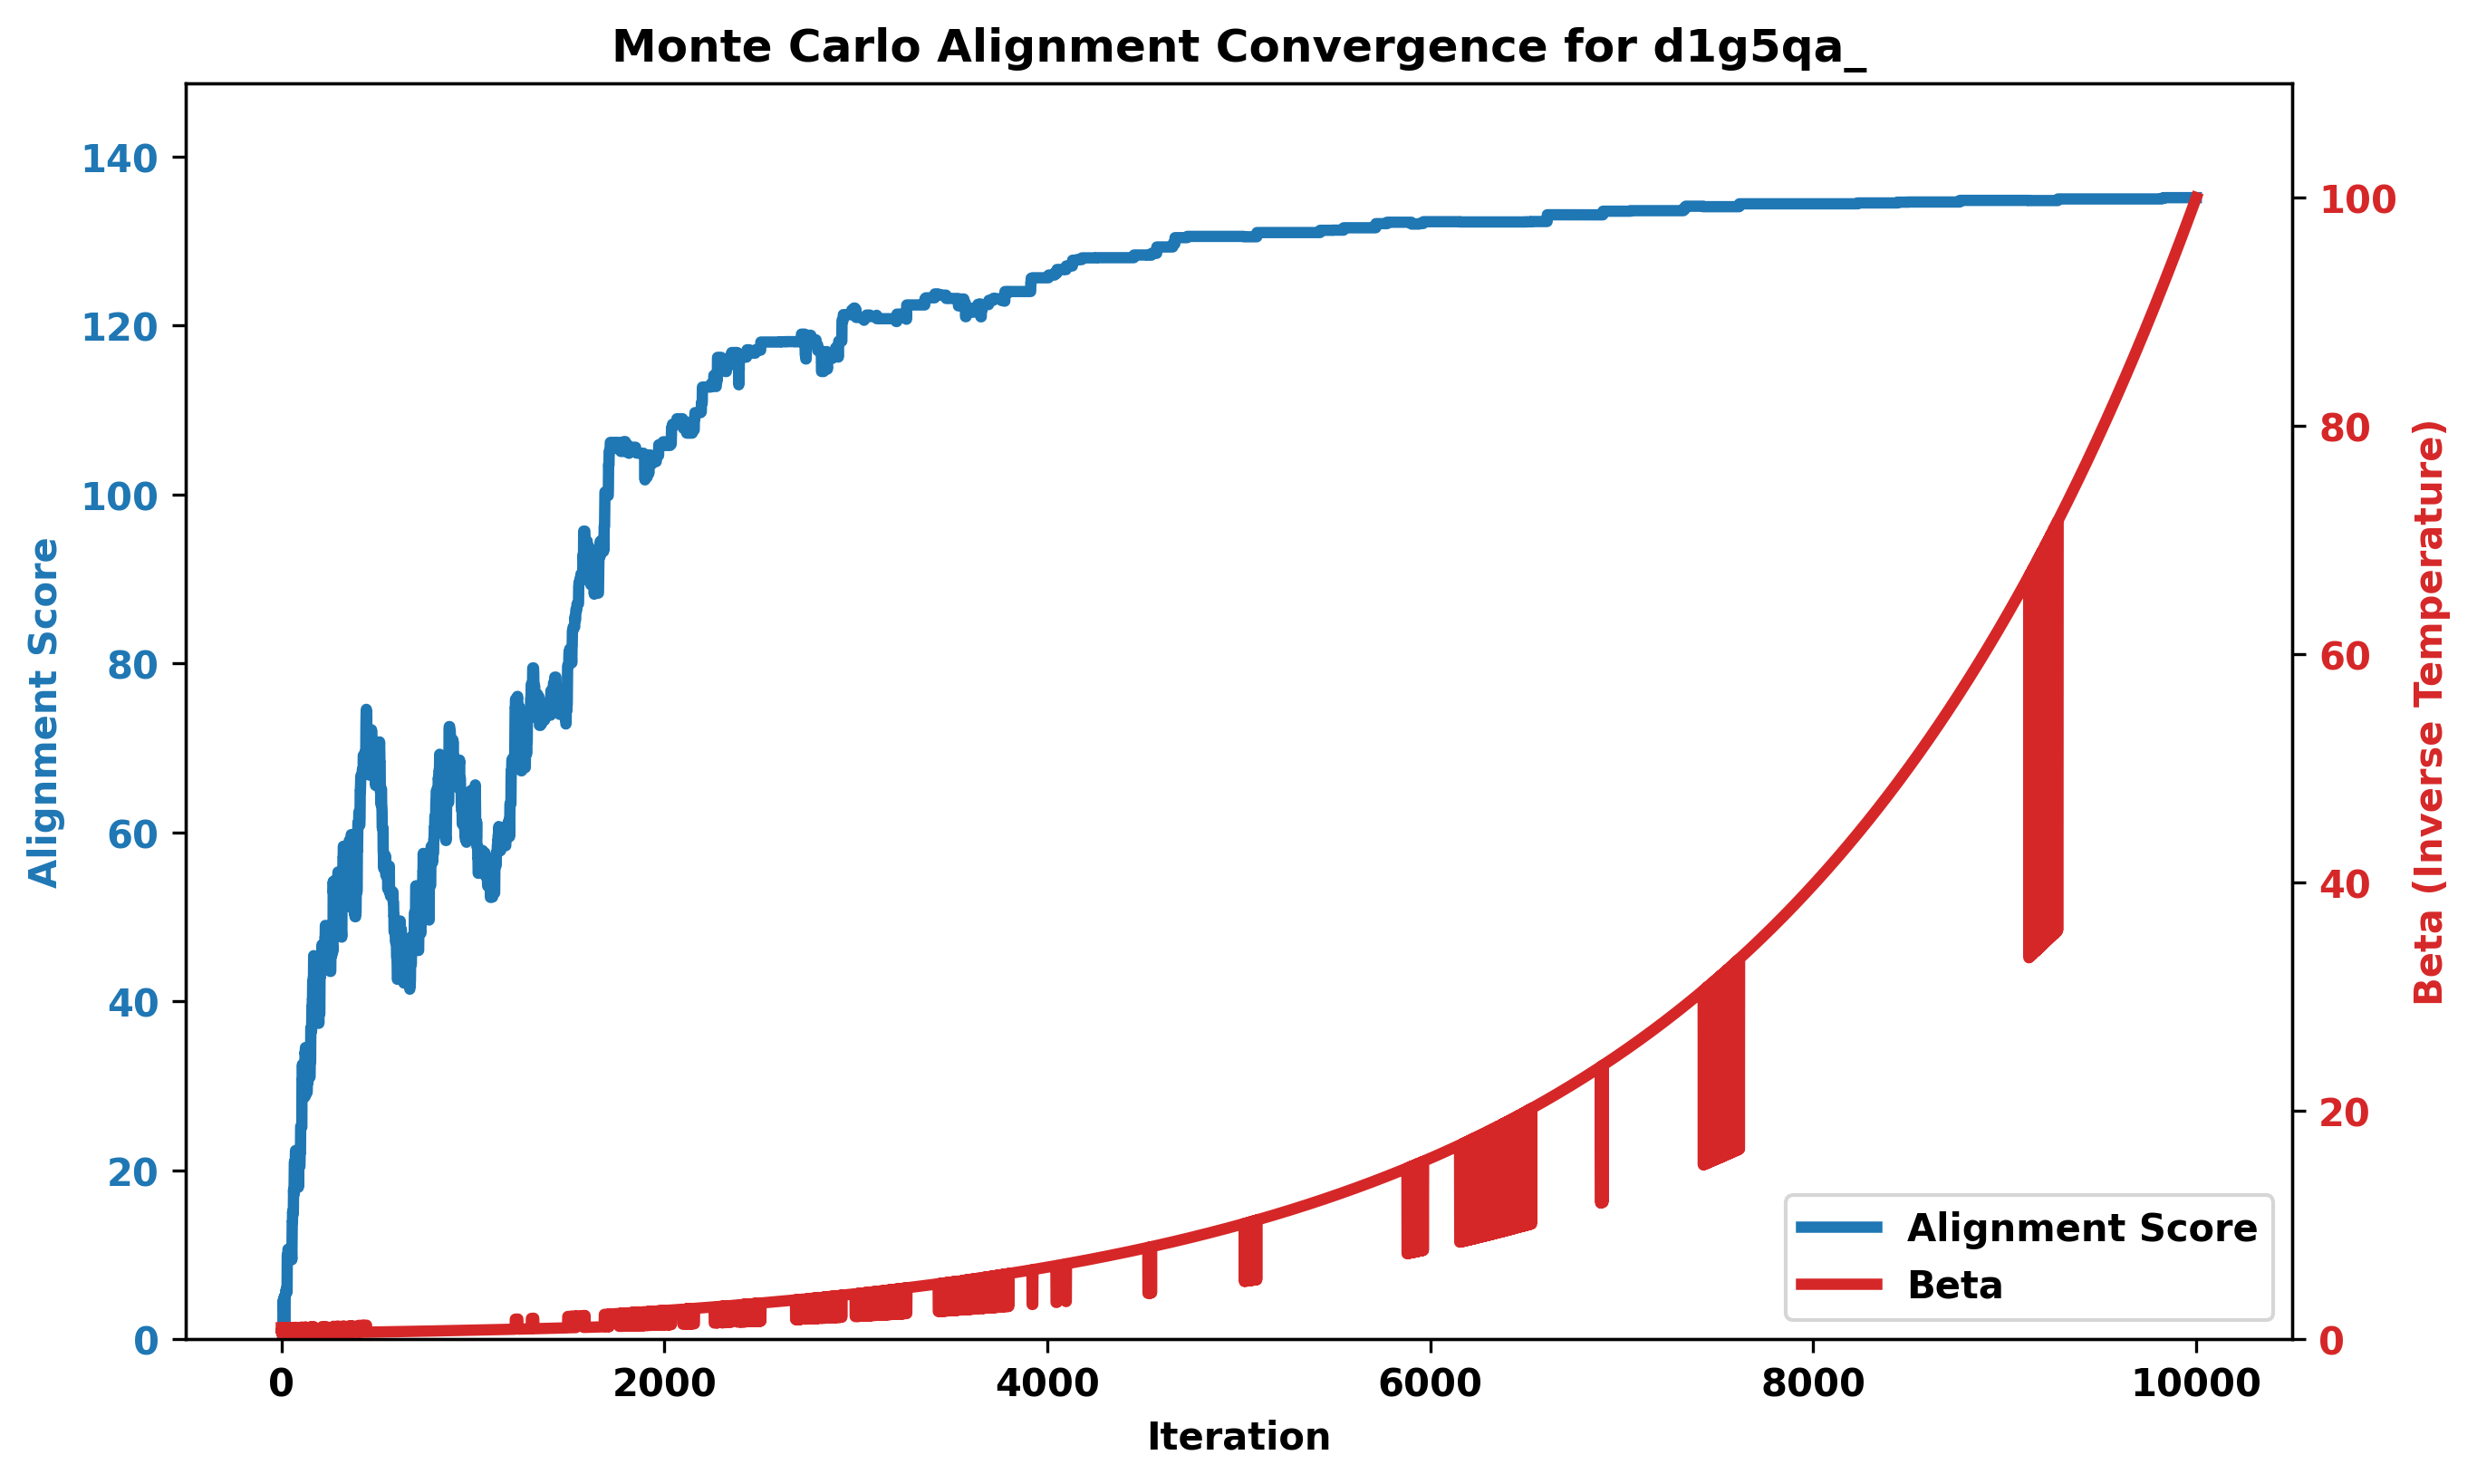 Monte Carlo Alignment Convergence for d1g5qa_
140
120
100
80
60
40
20
0
Alignment Score
100
80
60
40
20
0
Beta (Inverse Temperature)
Alignment Score
Beta
0 2000 4000 6000 8000 10000
Iteration